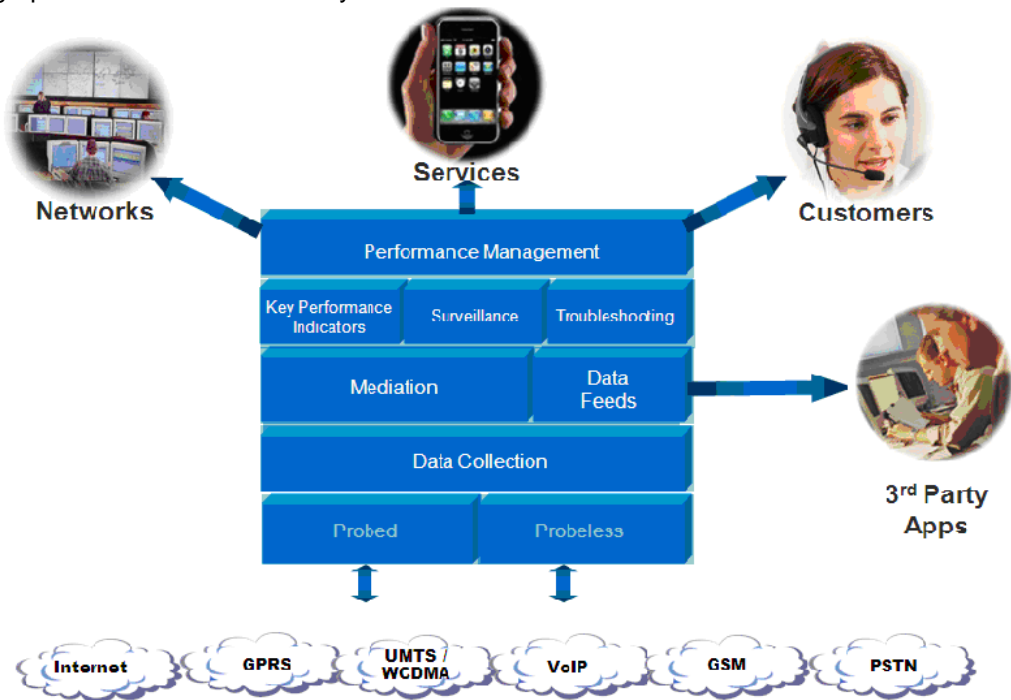 Services
Networks
Customers
Performance Management
Key Performance
Indicators
Surveillance
Troubleshooting
Mediation
Data
Feeds
Data Collection
3rd Party
Apps
Probed
Probeless
Internet
GPRS
UMTS /
WCDMA
VoIP
GSM
PSTN